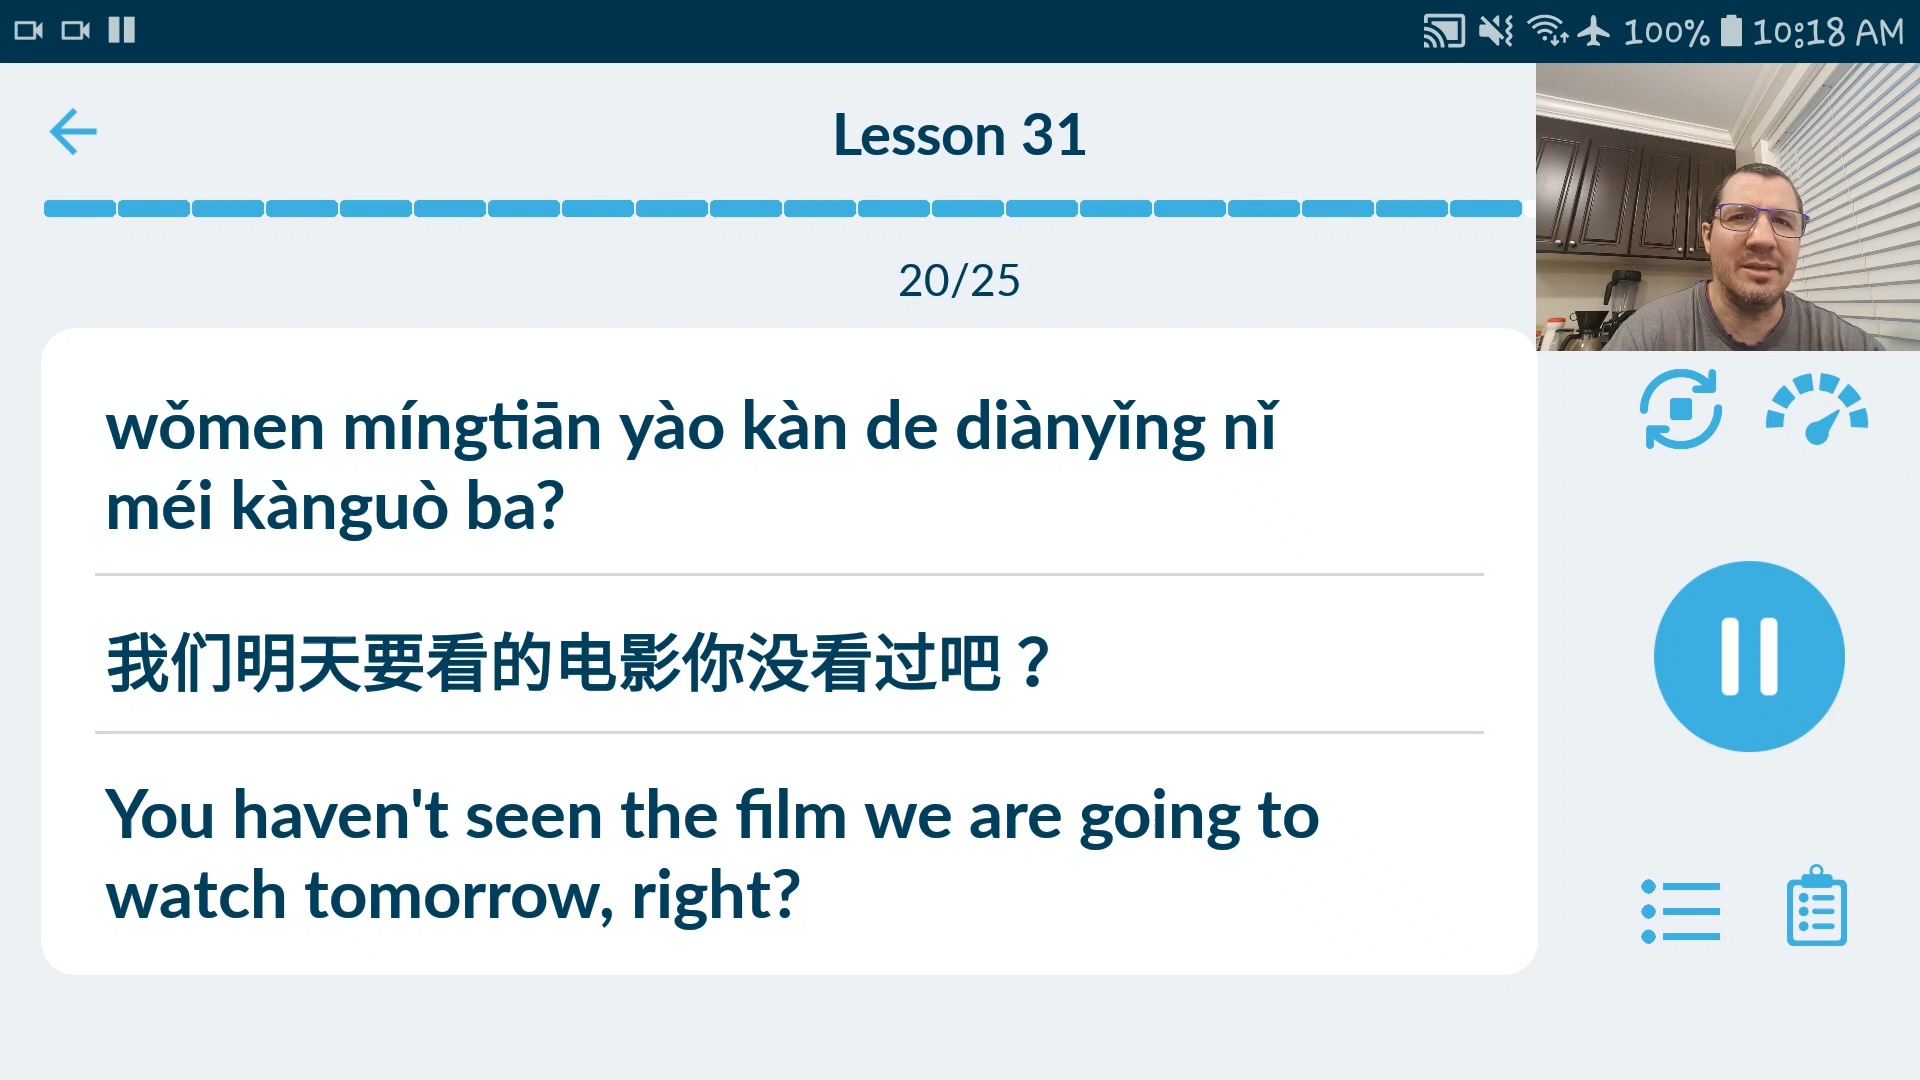 100% 10:18 AM
Lesson 31
20/25
wǒmen míngtiān yào kàn de diànyǐng nǐ
méi kànguò ba?
我们明天要看的电影你没看过吧？
You haven't seen the film we are going to
watch tomorrow, right?